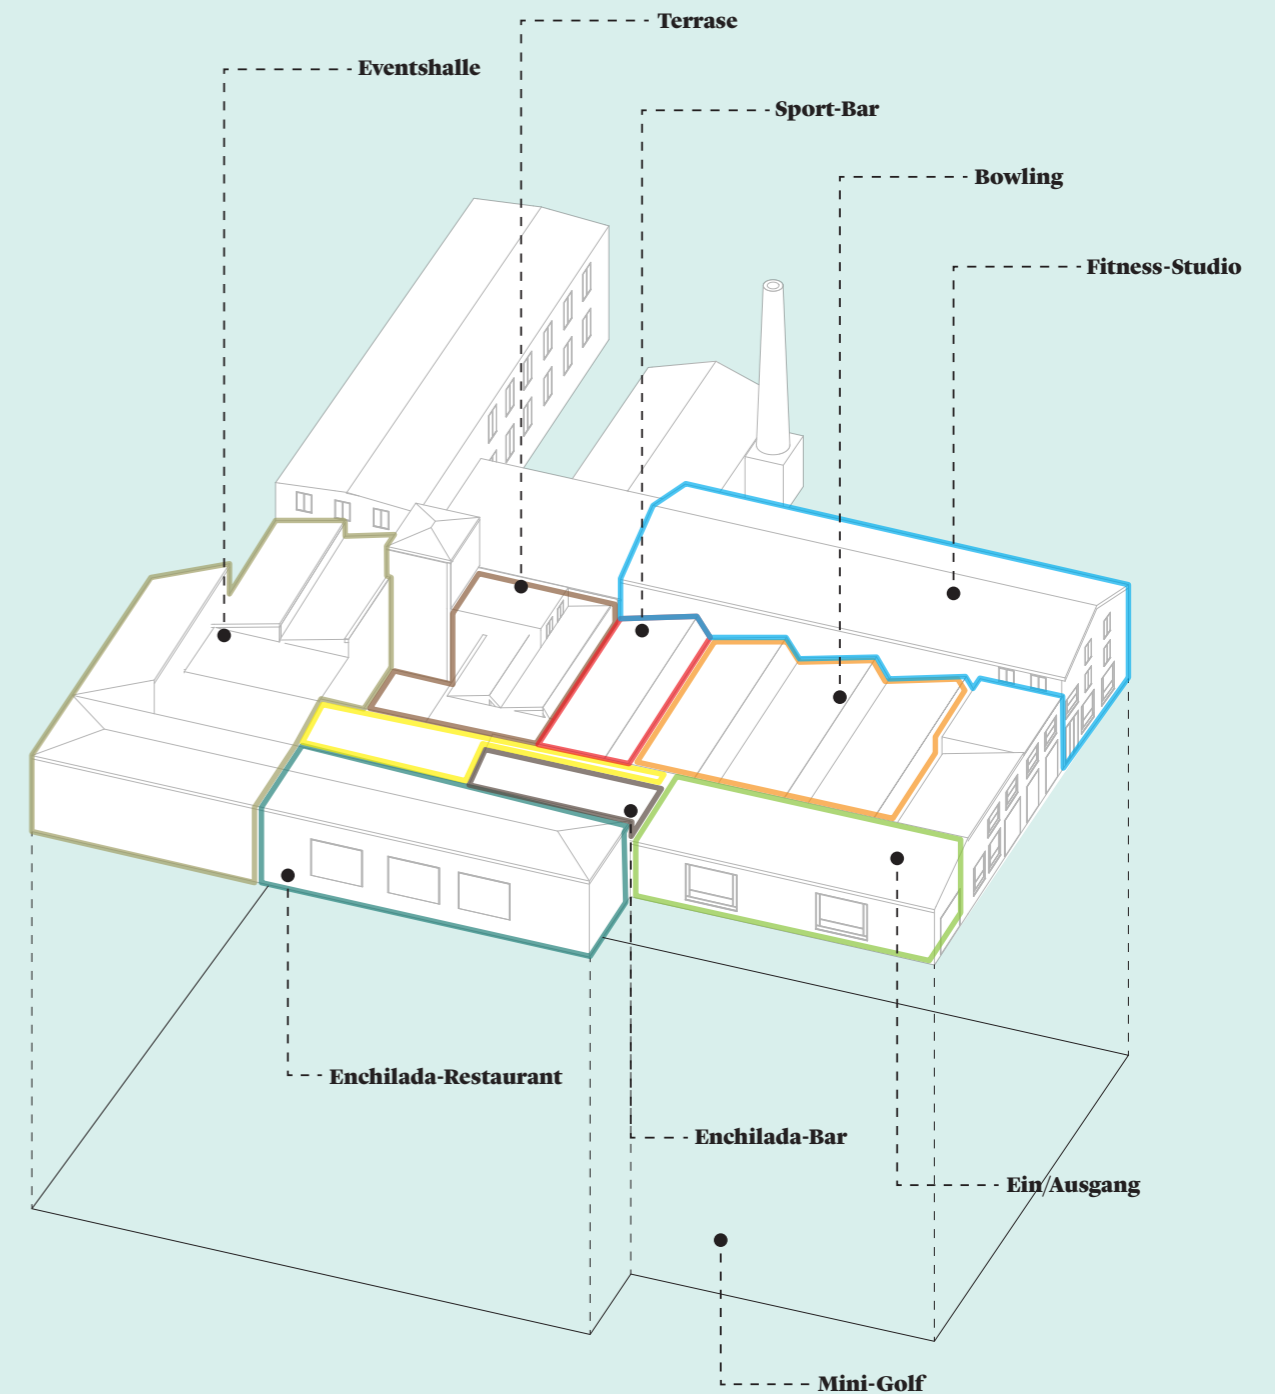 Terrase
Eventshalle
Sport-Bar
Bowling
Fitness-Studio
Enchilada-Restaurant
Enchilada-Bar
Ein/Ausgang
Mini-Golf